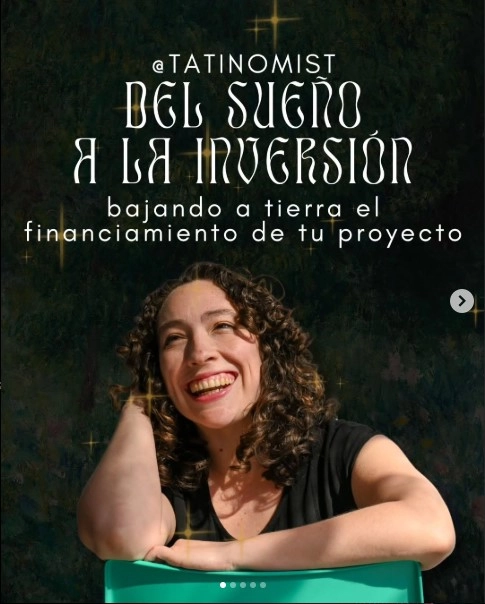 @TATINOMIST
DEL SUEÑO
A LA INVERSIÓN
bajando a tierra el
financiamiento de tu proyecto